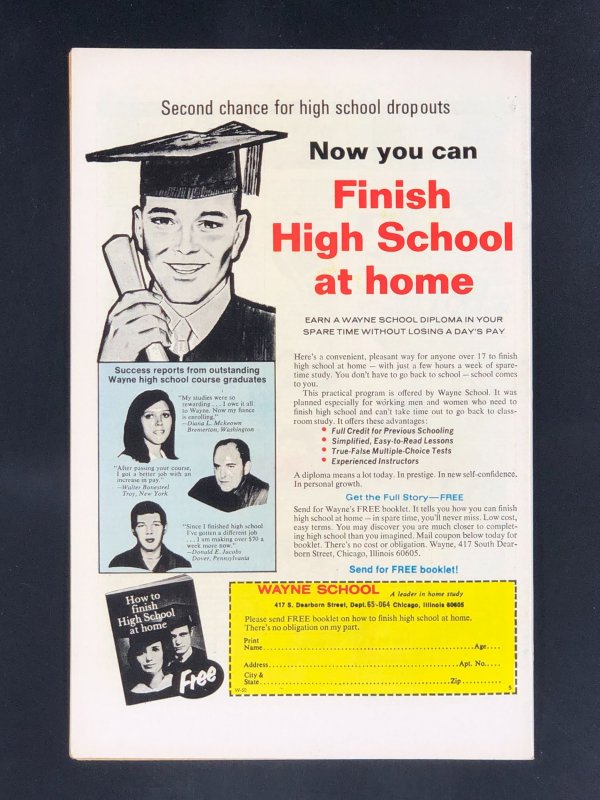 Second chance for high school dropouts
Now you can
Finish
High School
at home
EARN A WAYNE SCHOOL DIPLOMA IN YOUR
SPARE TIME WITHOUT LOSING A DAY'S PAY
Here's a convenient, pleasant way for anyone over 17 to finish
high school at home — with just a few hours a week of spare-
time study. You don't have to go back to school — school comes
to you.
This practical program is offered by Wayne School. It was
planned especially for working men and women who need to
finish high school and can't take time out to go back to class-
room study. It offers these advantages:
• Full Credit for Previous Schooling
• Simplified, Easy-to-Read Lessons
• True-False Multiple-Choice Tests
• Experienced Instructors
A diploma means a lot today. In prestige. In new self-confidence.
In personal growth.
Get the Full Story—FREE
Send for Wayne's FREE booklet. It tells you how you can finish
high school at home — in spare time, you'll never miss. Low cost,
easy terms. You may discover you are much closer to complet-
ing high school than you imagined. Mail coupon below today for
booklet. There's no cost or obligation. Wayne, 417 South Dear-
born Street, Chicago, Illinois 60605.
Send for FREE booklet!
Success reports from outstanding
Wayne high school course graduates
"My studies were so
rewarding . . . I owe it all
to Wayne. Now my fiance
is enrolling."
—Diana L. Mckeown
Bremerton, Washington
"After passing your course,
I got a better job with an
increase in pay."
—Walter Bonesteel
Troy, New York
"Since I finished high school
I've gotten a different job
. . . I am making over $70 a
week more now."
—Donald E. Jacobs
Dover, Pennsylvania
How to
finish
High School
at home
Free
WAYNE SCHOOL A leader in home study
417 S. Dearborn Street, Dept. 65-064 Chicago, Illinois 60605
Please send FREE booklet on how to finish high school at home.
There's no obligation on my part.
Print
Name Age
Address Apt. No.
City &
State Zip